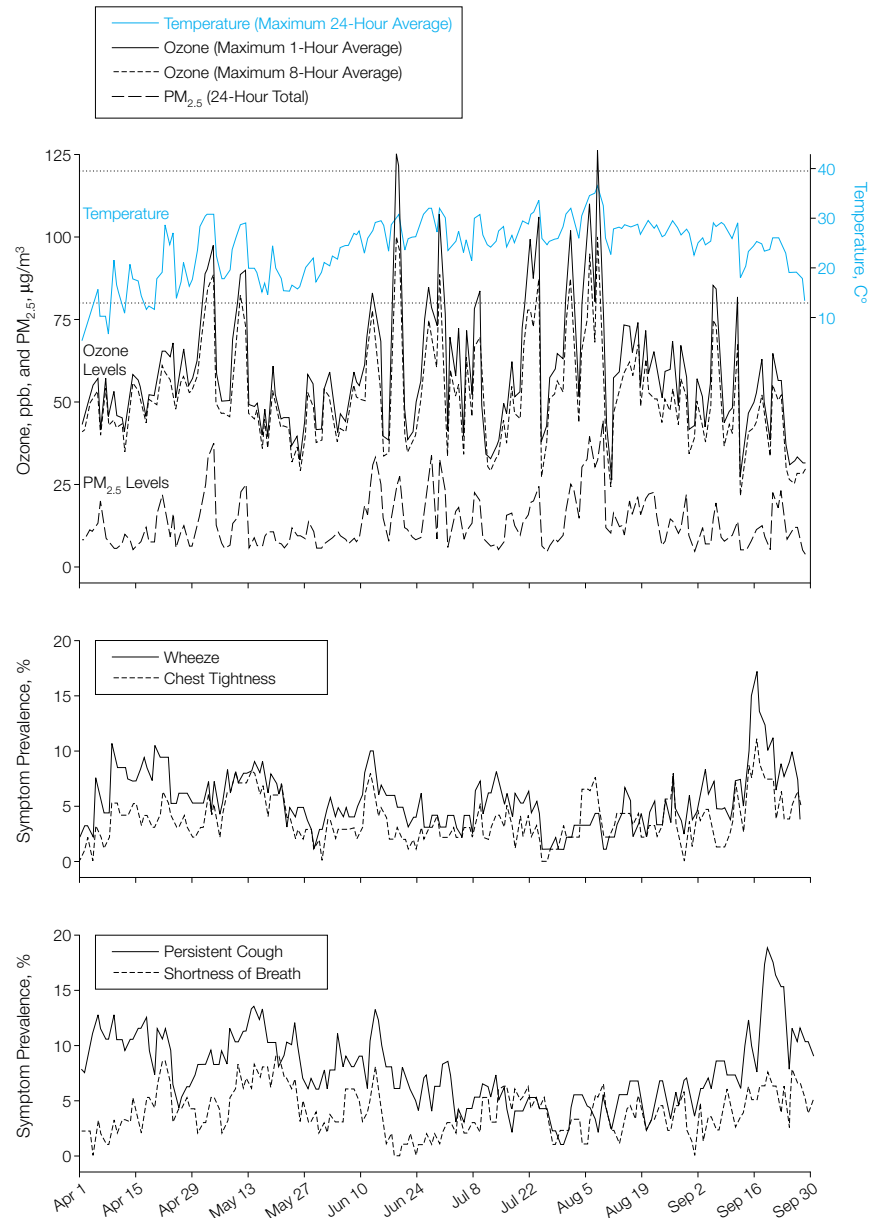 Temperature (Maximum 24-Hour Average)
Ozone (Maximum 1-Hour Average)
Ozone (Maximum 8-Hour Average)
PM2.5 (24-Hour Total)
Ozone, ppb, and PM2.5, μg/m³
125
100
75
50
25
0
Temperature
Ozone
Levels
PM2.5 Levels
40
30
20
10
Temperature, C°
Symptom Prevalence, %
20
15
10
5
0
Wheeze
Chest Tightness
Symptom Prevalence, %
20
15
10
5
0
Persistent Cough
Shortness of Breath
Apr 1
Apr 15
Apr 29
May 13
May 27
Jun 10
Jun 24
Jul 8
Jul 22
Aug 5
Aug 19
Sep 2
Sep 16
Sep 30